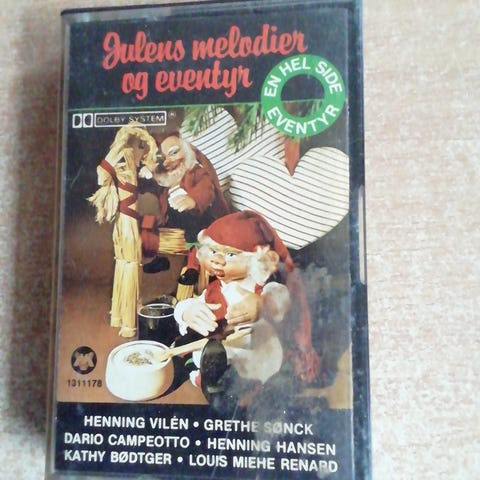 Julens melodier
og eventyr
EN HEL SIDE
EVENTYR
DOLBY SYSTEM ®
1311178
HENNING VILÉN • GRETHE SØNCK
DARIO CAMPEOTTO • HENNING HANSEN
KATHY BØDTGER • LOUIS MIEHE RENARD